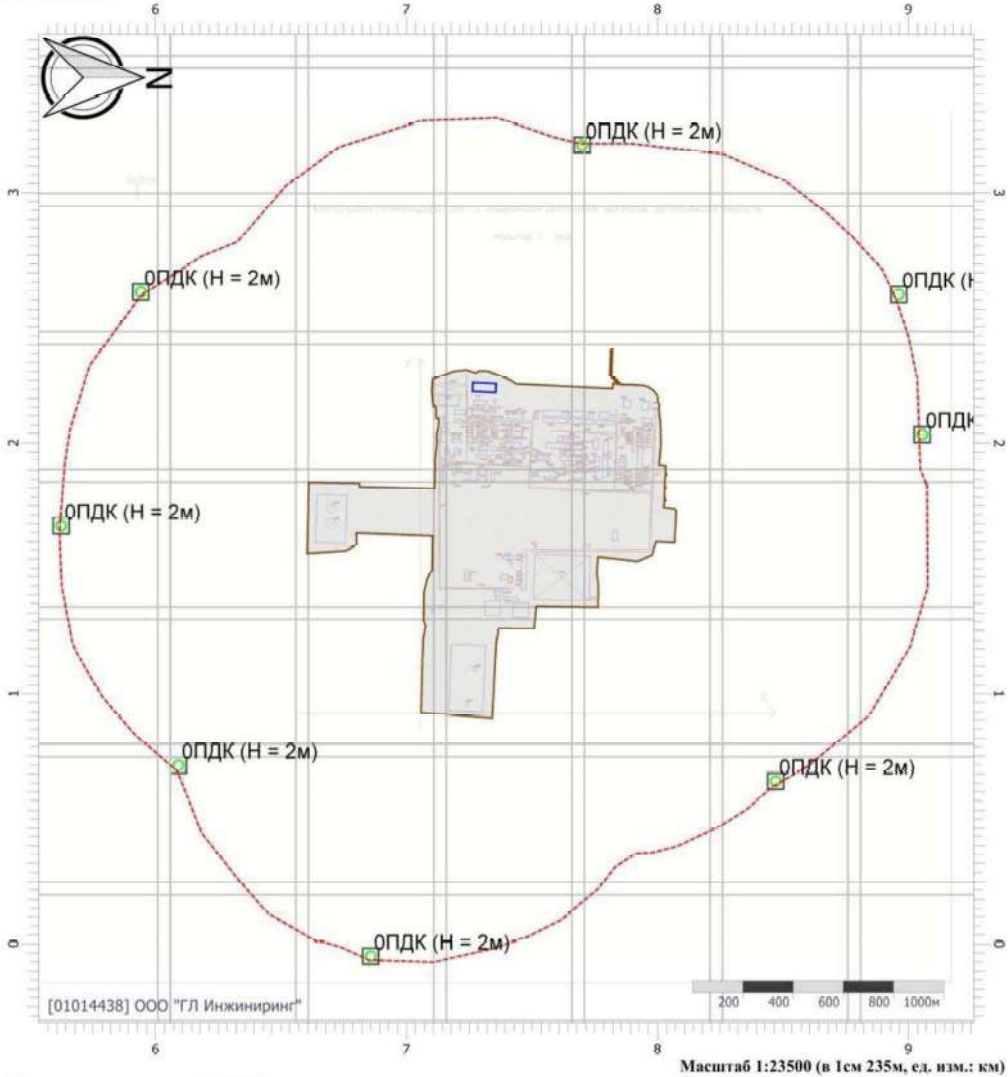 6 7 8 9
N
0ПДК (Н = 2м)
3 3
0ПДК (Н = 2м)
0ПДК (Н
2 2
0ПДК
0ПДК (Н = 2м)
1 1
0ПДК (Н = 2м)
0ПДК (Н = 2м)
0 0
0ПДК (Н = 2м)
[01014438] ООО "ГЛ Инжиниринг"
200 400 600 800 1000м
6 7 8 9
Масштаб 1:23500 (в 1см 235м, ед. изм.: км)